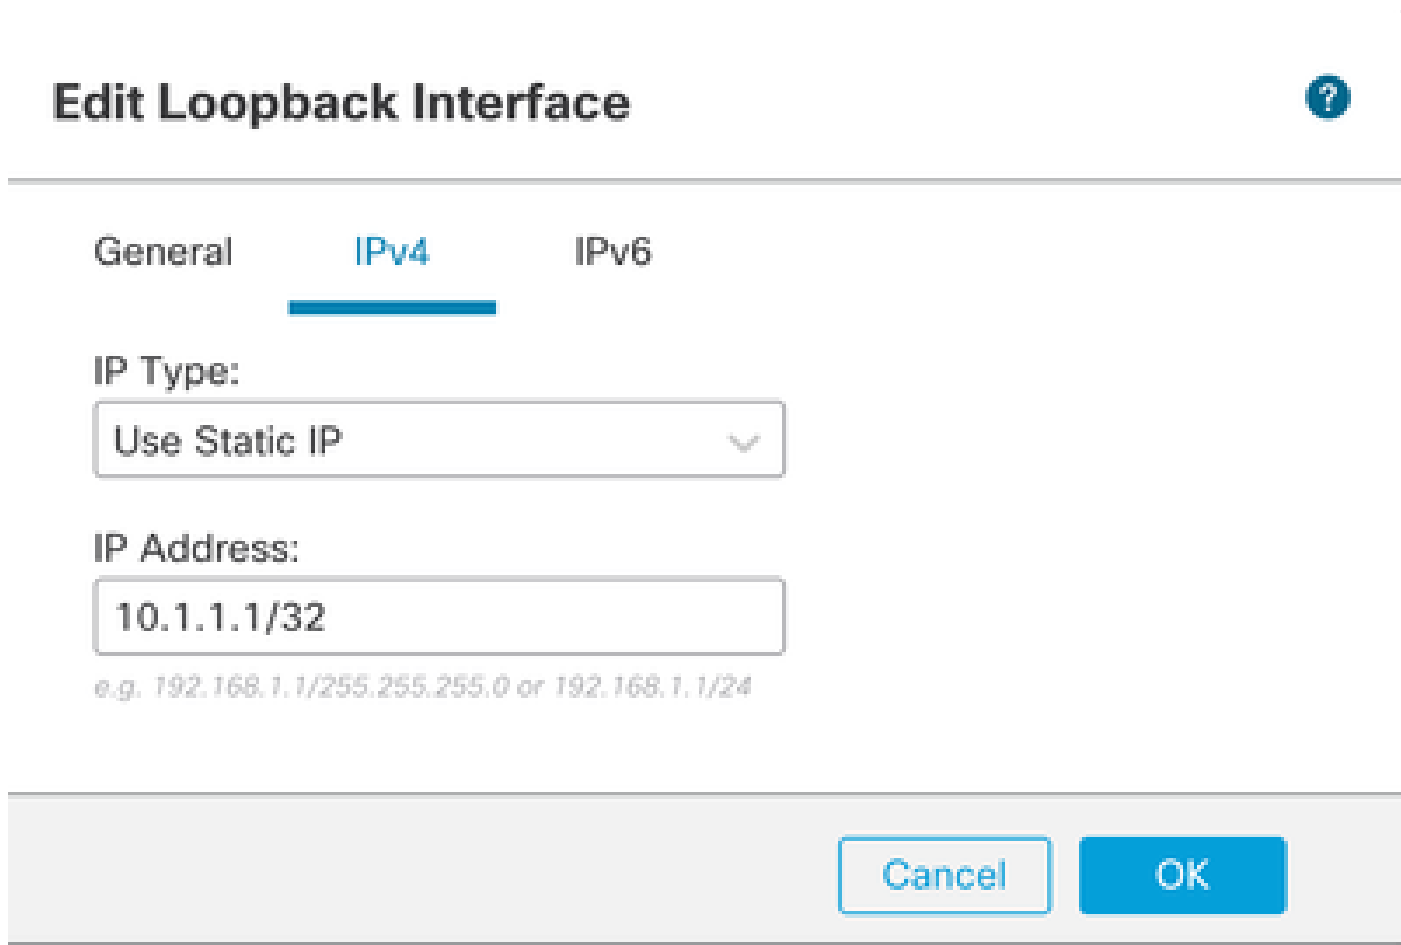 Edit Loopback Interface ?
General IPv4 IPv6
IP Type:
Use Static IP
IP Address:
10.1.1.1/32
e.g. 192.168.1.1/255.255.255.0 or 192.168.1.1/24
Cancel OK